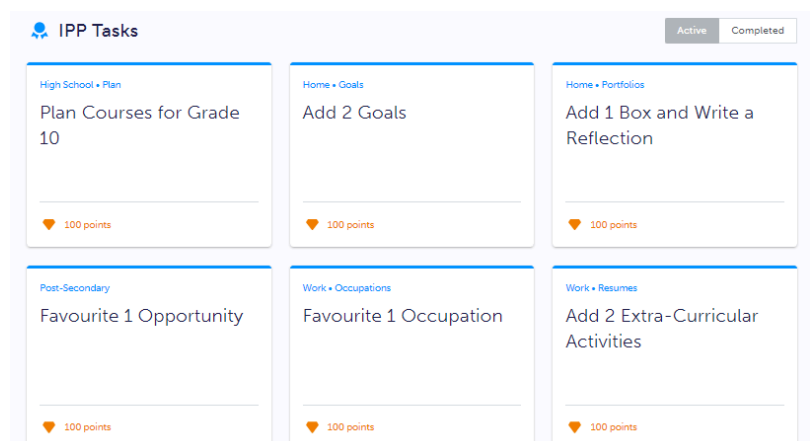 IPP Tasks
Active
Completed
High School • Plan
Plan Courses for Grade
10
100 points
Home • Goals
Add 2 Goals
100 points
Home • Portfolios
Add 1 Box and Write a
Reflection
100 points
Post-Secondary
Favourite 1 Opportunity
100 points
Work • Occupations
Favourite 1 Occupation
100 points
Work • Resumes
Add 2 Extra-Curricular
Activities
100 points